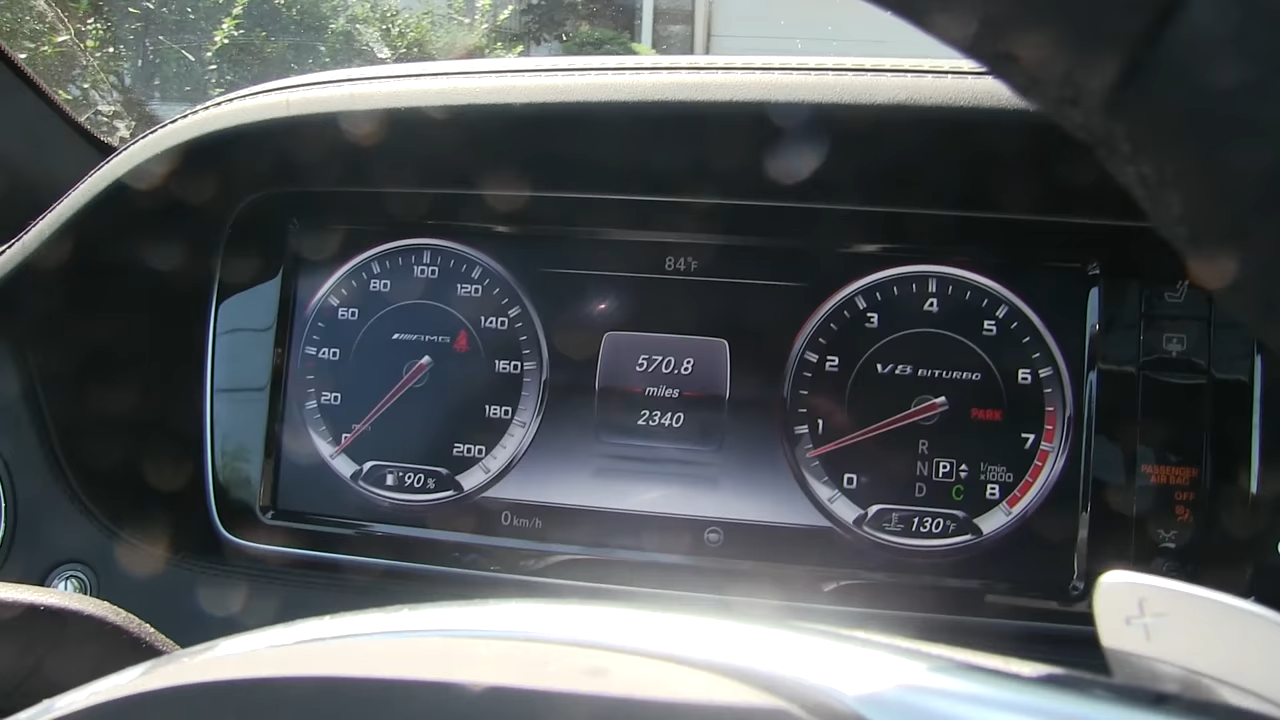 84°F
20
40
60
80
100
120
140
160
180
200
AMG
90%
570.8
miles
2340
0 km/h
0
1
2
3
4
5
6
7
8
V8 BITURBO
PARK
R
N
P
D
C
l/min
x1000
130°F
PASSENGER
AIR BAG
OFF